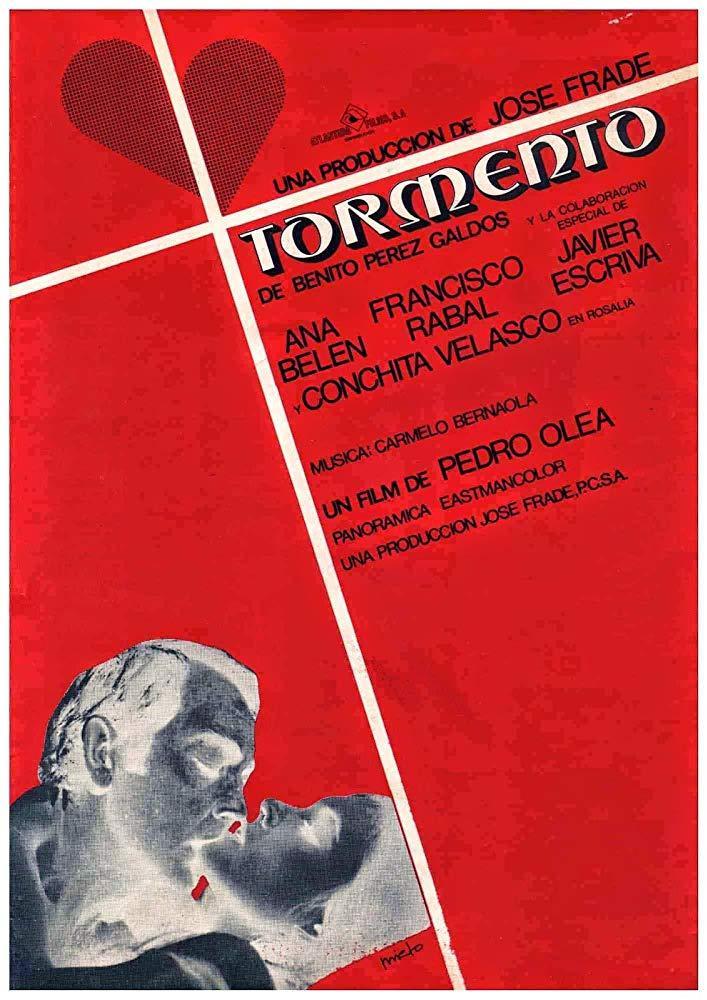 ATLANTIDA FILMS, S.A
UNA PRODUCCION DE JOSE FRADE
TORMENTO
DE BENITO PEREZ GALDOS
Y LA COLABORACION
ESPECIAL DE
ANA BELEN
FRANCISCO RABAL
JAVIER ESCRIVA
Y CONCHITA VELASCO EN ROSALIA
MUSICA: CARMELO BERNAOLA
UN FILM DE PEDRO OLEA
PANORAMICA EASTMANCOLOR
UNA PRODUCCION JOSE FRADE, P.C.S.A.